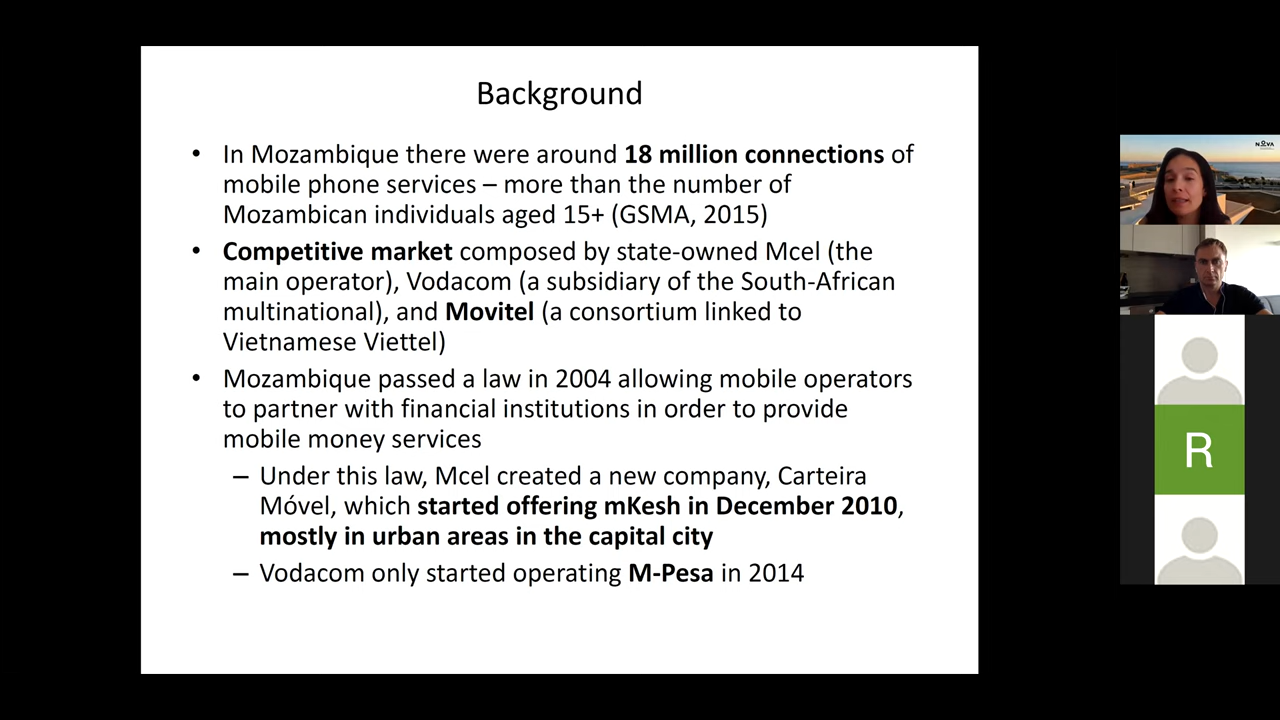 Background
• In Mozambique there were around 18 million connections of
mobile phone services – more than the number of
Mozambican individuals aged 15+ (GSMA, 2015)
• Competitive market composed by state-owned Mcel (the
main operator), Vodacom (a subsidiary of the South-African
multinational), and Movitel (a consortium linked to
Vietnamese Viettel)
• Mozambique passed a law in 2004 allowing mobile operators
to partner with financial institutions in order to provide
mobile money services
– Under this law, Mcel created a new company, Carteira
Móvel, which started offering mKesh in December 2010,
mostly in urban areas in the capital city
– Vodacom only started operating M-Pesa in 2014
NOVA
R